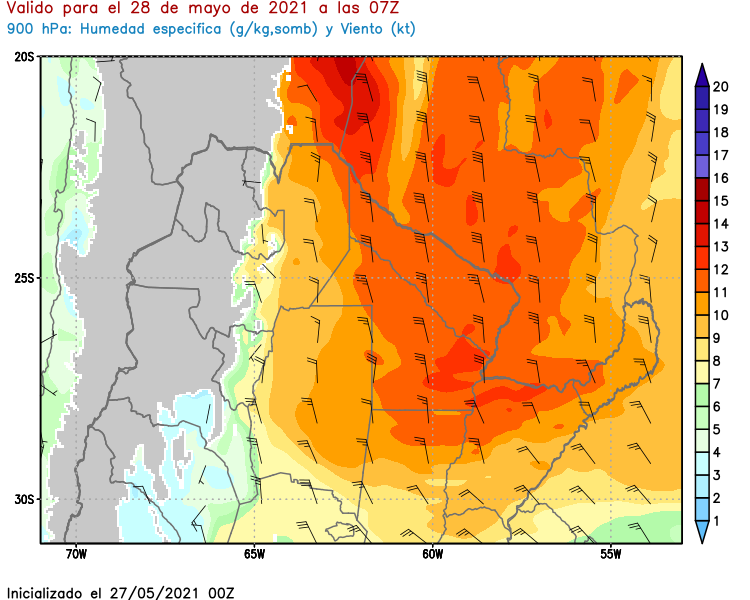 Valido para el 28 de mayo de 2021 a las 07Z
900 hPa: Humedad especifica (g/kg,somb) y Viento (kt)
20S
25S
30S
70W 65W 60W 55W
20
19
18
17
16
15
14
13
12
11
10
9
8
7
6
5
4
3
2
1
Inicializado el 27/05/2021 00Z